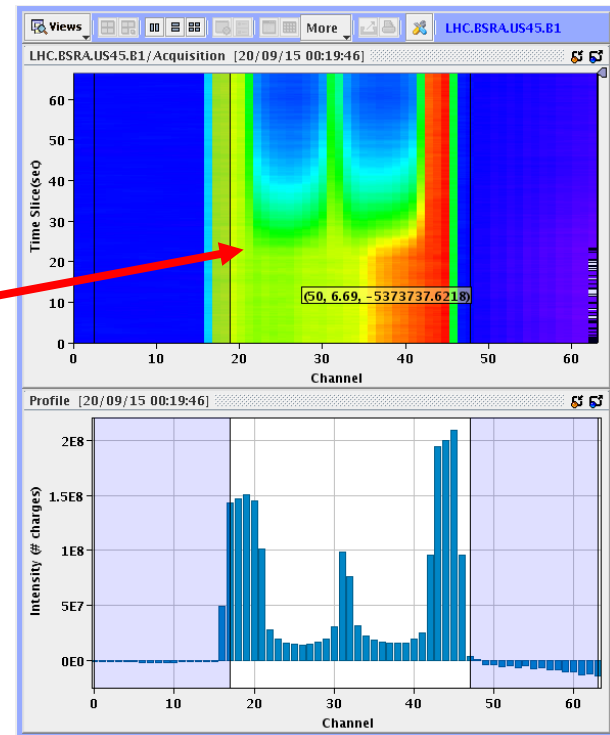 Views More LHC.BSRA.US45.B1
LHC.BSRA.US45.B1/Acquisition [20/09/15 00:19:46]
Time Slice(sec)
60
50
40
30
20
10
0
(50, 6.69, -5373737.6218)
0 10 20 30 40 50 60
Channel
Profile [20/09/15 00:19:46]
Intensity (# charges)
2E8
1.5E8
1E8
5E7
0E0
0 10 20 30 40 50 60
Channel